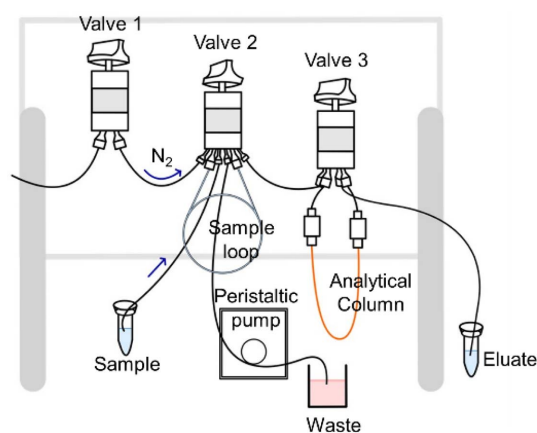 Valve 1
Valve 2
Valve 3
N₂
Sample
loop
Analytical
Column
Peristaltic
pump
Sample
Eluate
Waste